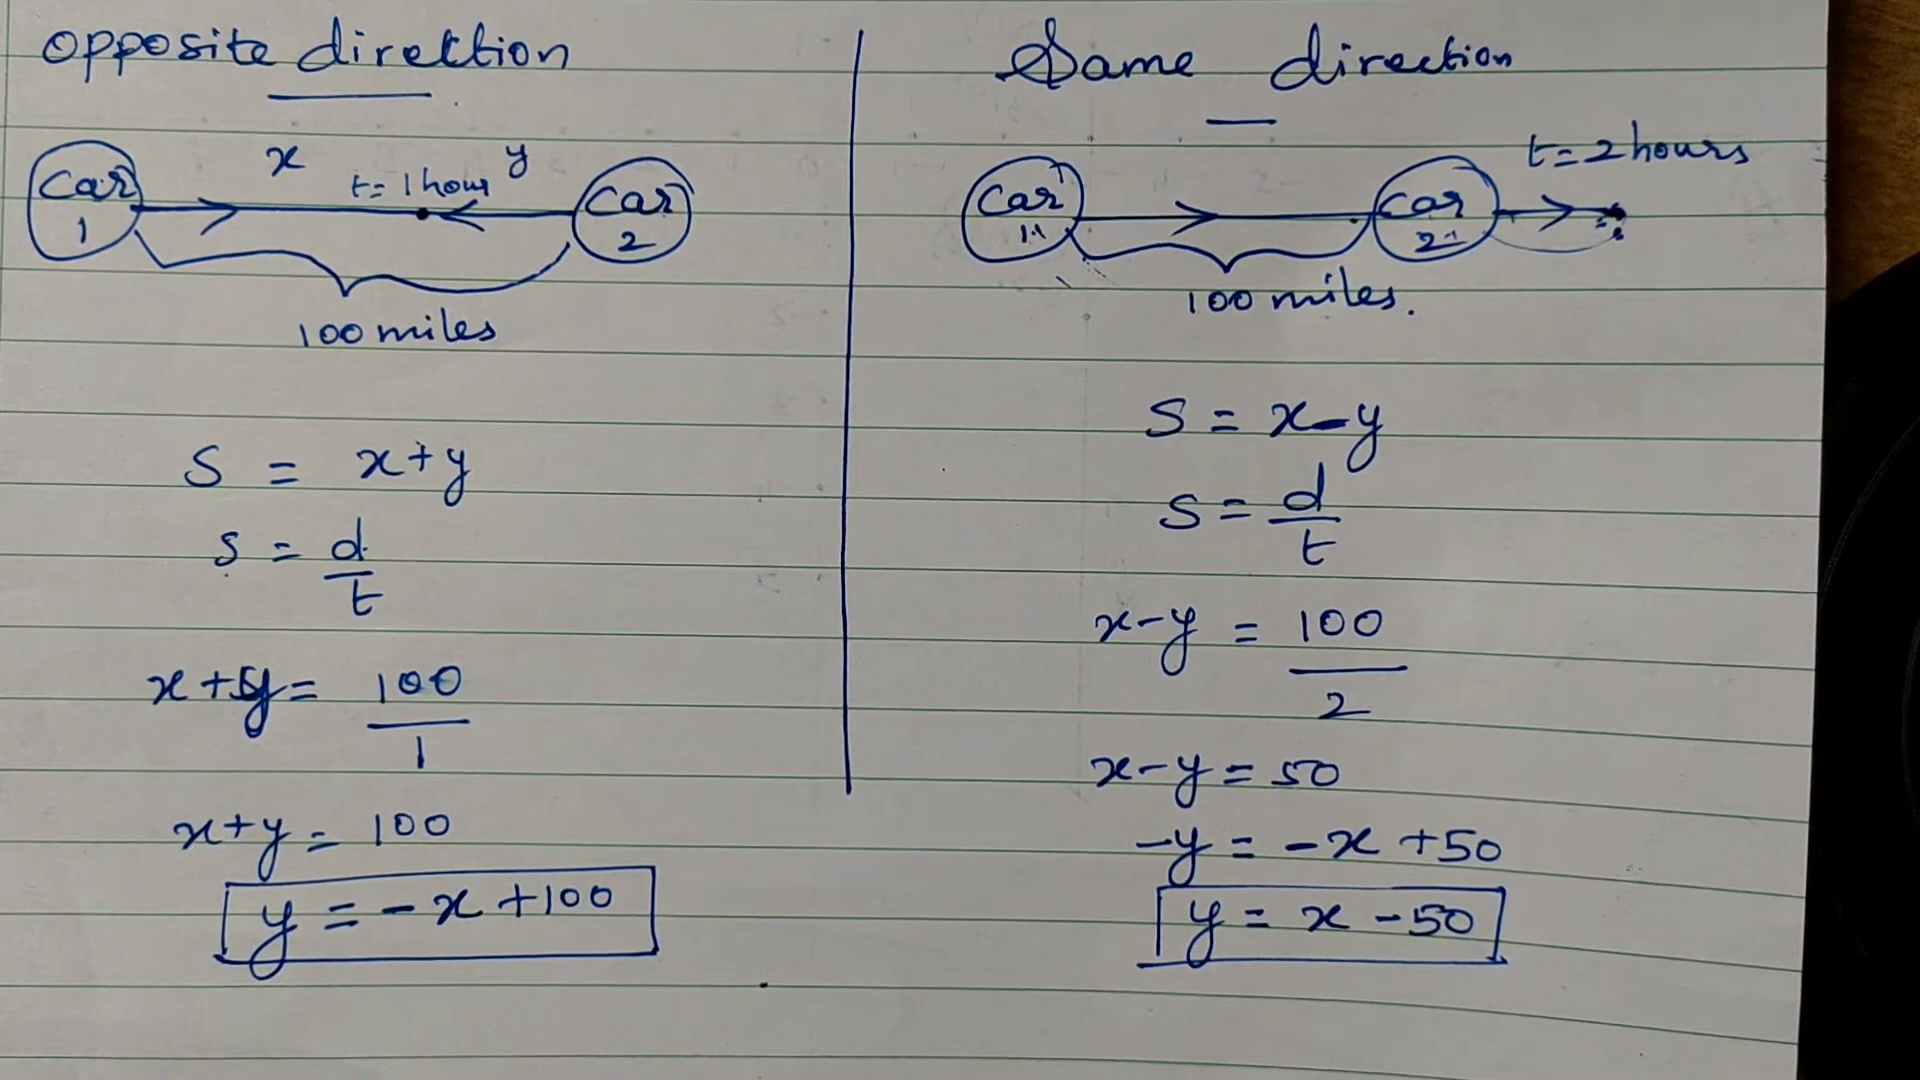 opposite direction
x
y
t=1 hour
Car 1
Car 2
100 miles
S = x+y
s = d/t
x+y = 100/1
x+y = 100
y = -x+100
Same direction
t=2 hours
Car 1
Car 2
100 miles.
S = x-y
S = d/t
x-y = 100/2
x-y = 50
-y = -x +50
y = x -50